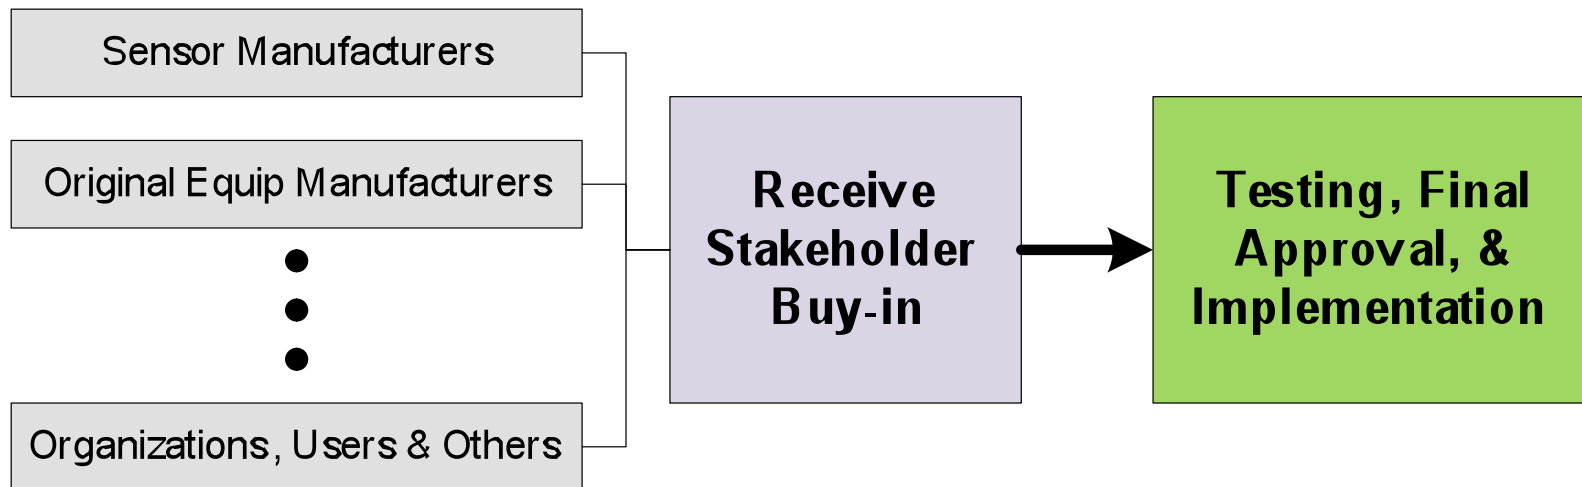 Sensor Manufacturers
Original Equip Manufacturers
Organizations, Users & Others
Receive
Stakeholder
Buy-in
Testing, Final
Approval, &
Implementation